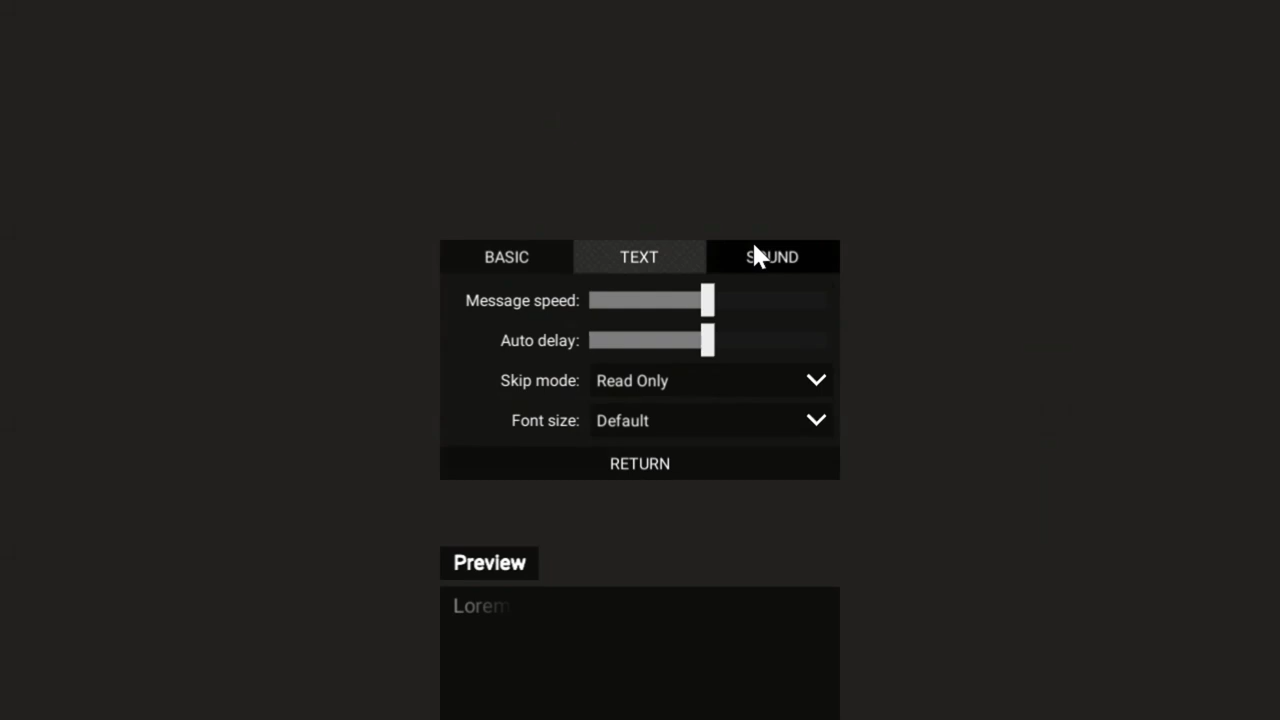 BASIC TEXT SOUND
Message speed:
Auto delay:
Skip mode: Read Only
Font size: Default
RETURN
Preview
Lorem